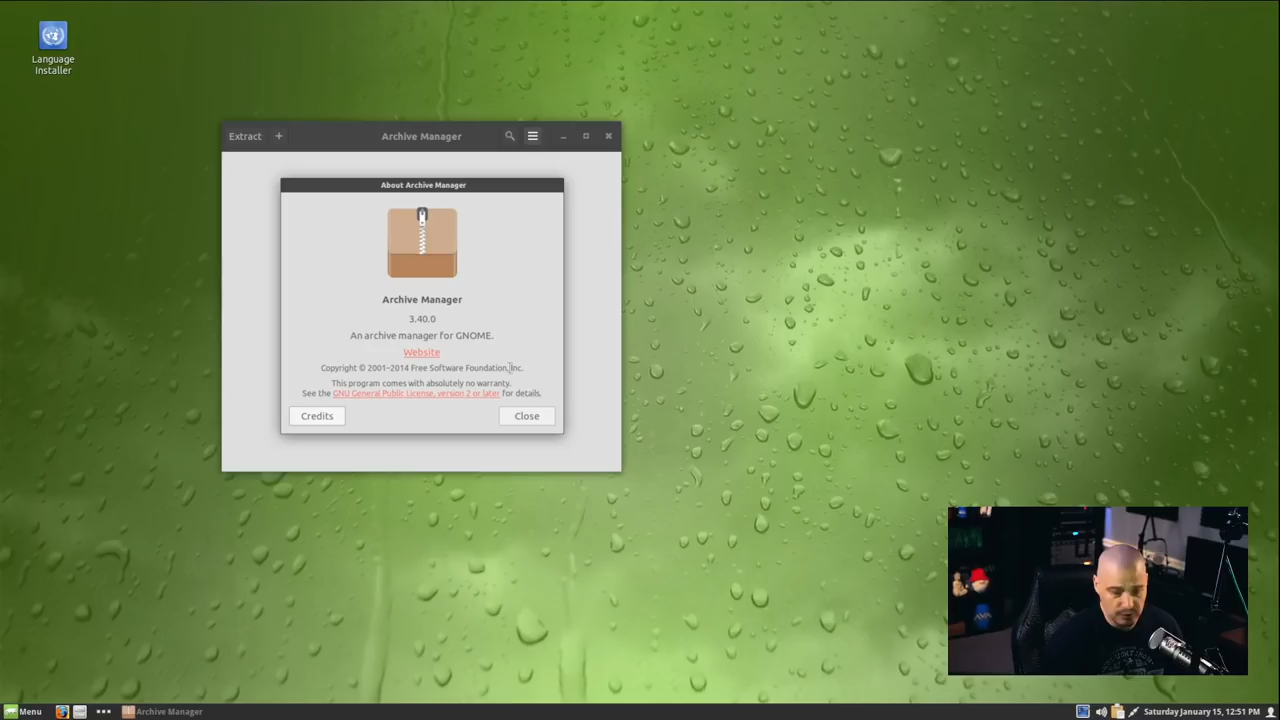 Language
Installer
Extract + Archive Manager
About Archive Manager
Archive Manager
3.40.0
An archive manager for GNOME.
Website
Copyright © 2001–2014 Free Software Foundation, Inc.
This program comes with absolutely no warranty.
See the GNU General Public License, version 2 or later for details.
Credits Close
Menu Archive Manager Saturday January 15, 12:51 PM